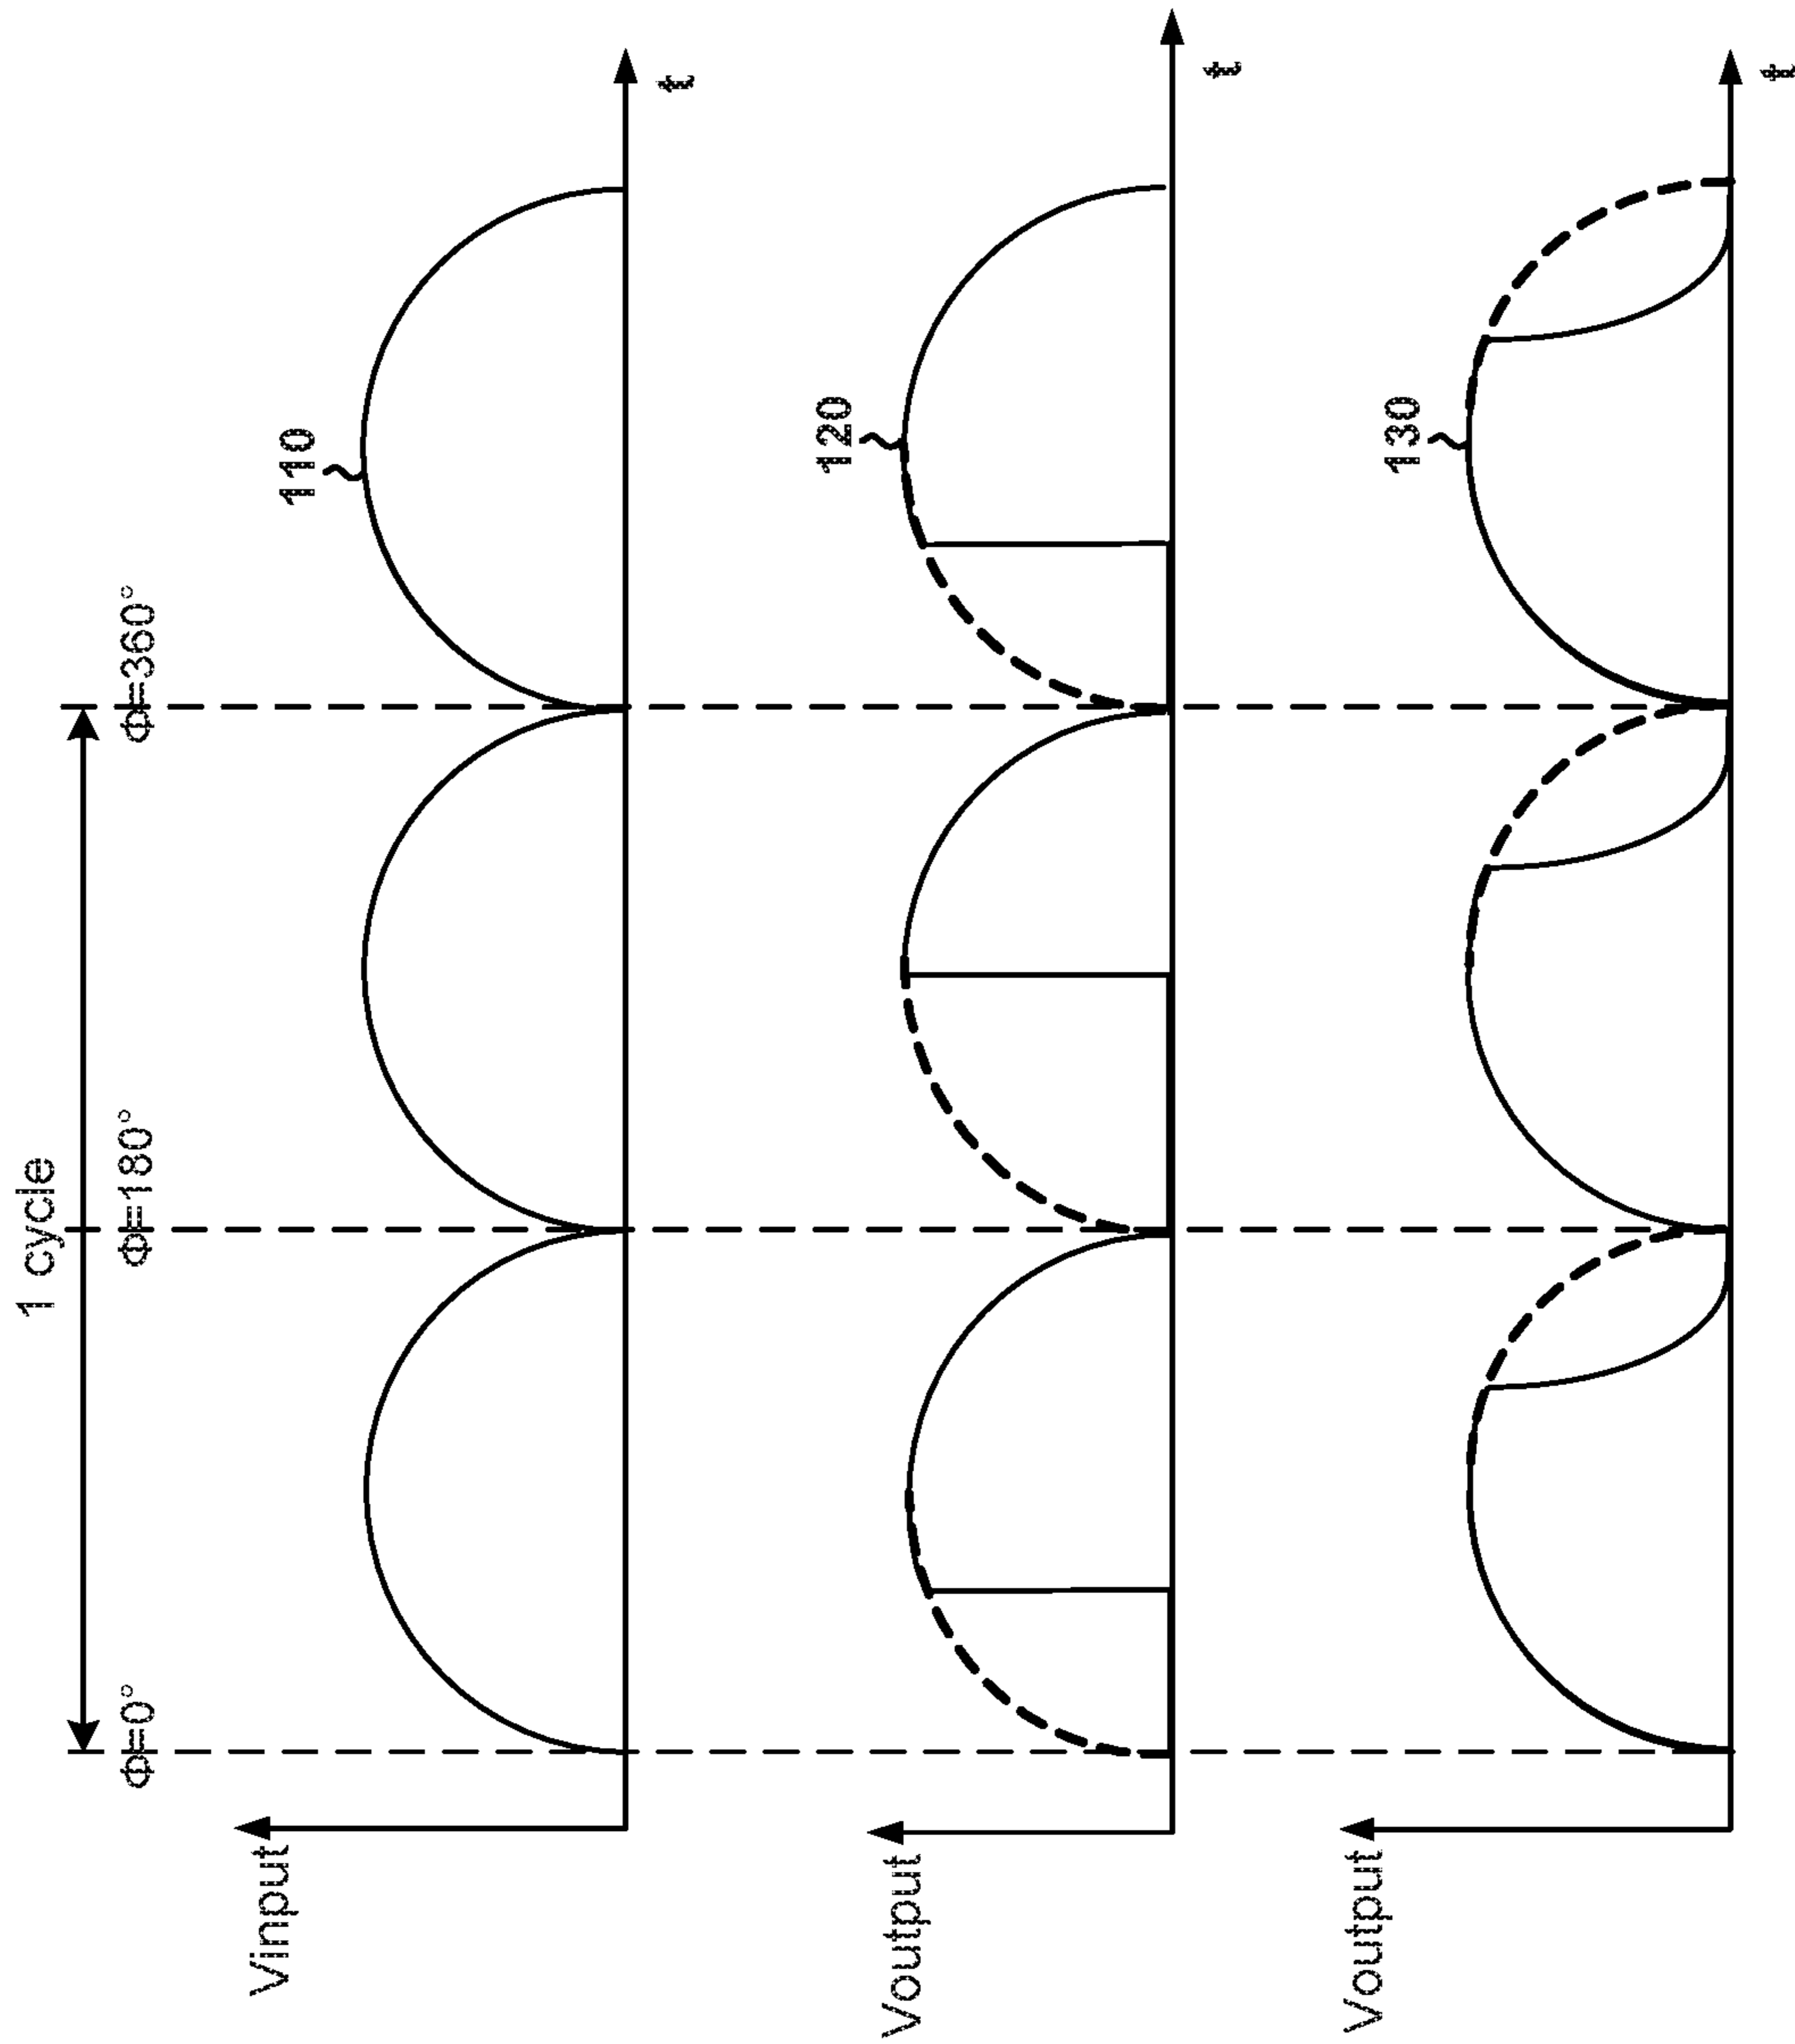 1 cycle
Φ=0°
Φ=180°
Φ=360°
Vinput
110
t
Voutput
120
t
Voutput
130
t